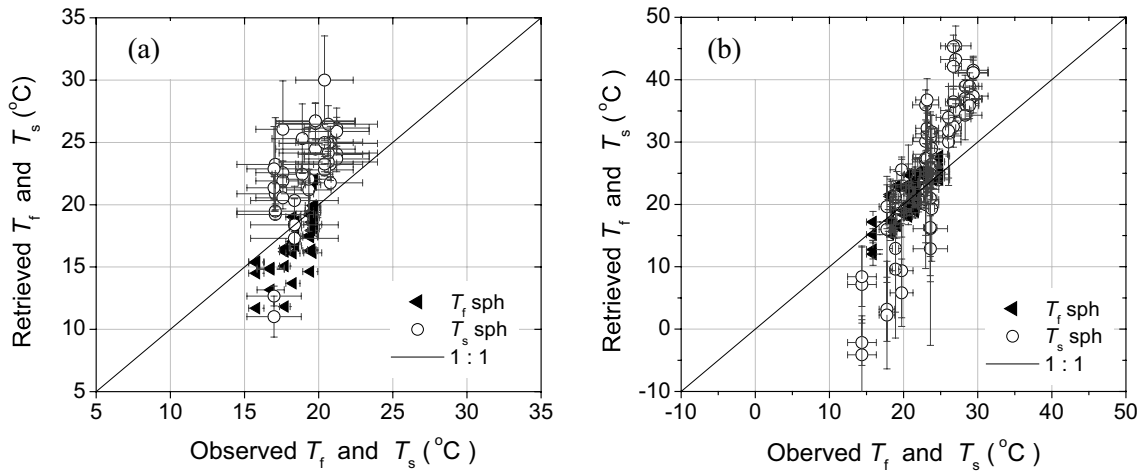 (a)
Retrieved T_f and T_s (°C)
35
30
25
20
15
10
5
T_f sph
T_s sph
1 : 1
5 10 15 20 25 30 35
Observed T_f and T_s (°C)
(b)
Retrieved T_f and T_s (°C)
50
40
30
20
10
0
-10
T_f sph
T_s sph
1 : 1
-10 0 10 20 30 40 50
Oberved T_f and T_s (°C)